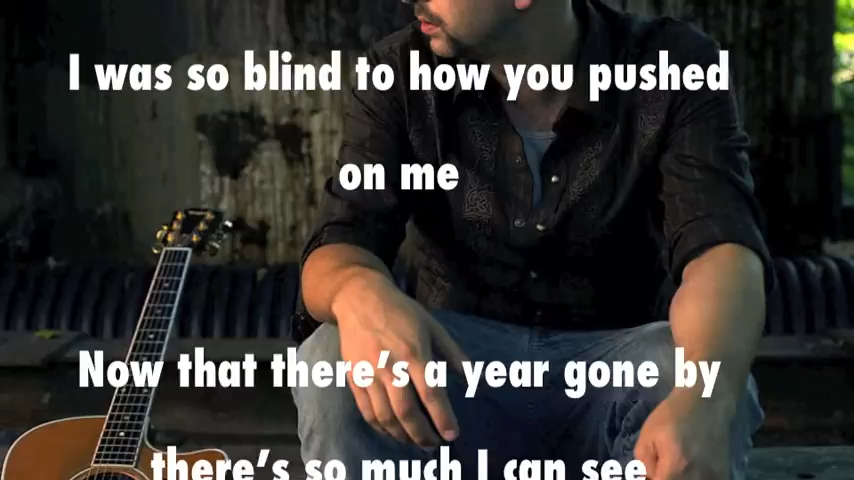 I was so blind to how you pushed
on me
Now that there's a year gone by
there's so much I can see